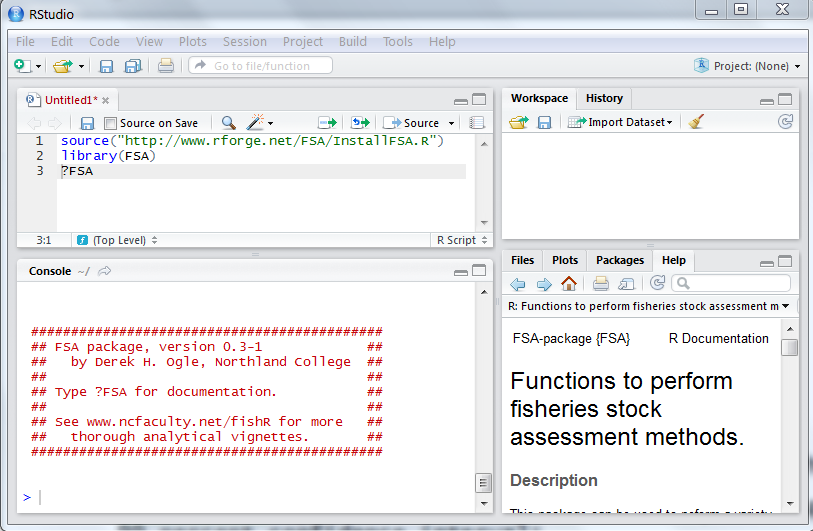 RStudio
File Edit Code View Plots Session Project Build Tools Help
Go to file/function
Project: (None)
Untitled1*
Source on Save
Source
1 source("http://www.rforge.net/FSA/InstallFSA.R")
2 library(FSA)
3 ?FSA
3:1
(Top Level)
R Script
Console ~/
###########################################
## FSA package, version 0.3-1 ##
## by Derek H. Ogle, Northland College ##
## ##
## Type ?FSA for documentation. ##
## ##
## See www.ncfaculty.net/fishR for more ##
## thorough analytical vignettes. ##
###########################################
>
Workspace History
Import Dataset
Files Plots Packages Help
R: Functions to perform fisheries stock assessment m
FSA-package {FSA} R Documentation
Functions to perform
fisheries stock
assessment methods.
Description
This package can be used to peform a variety